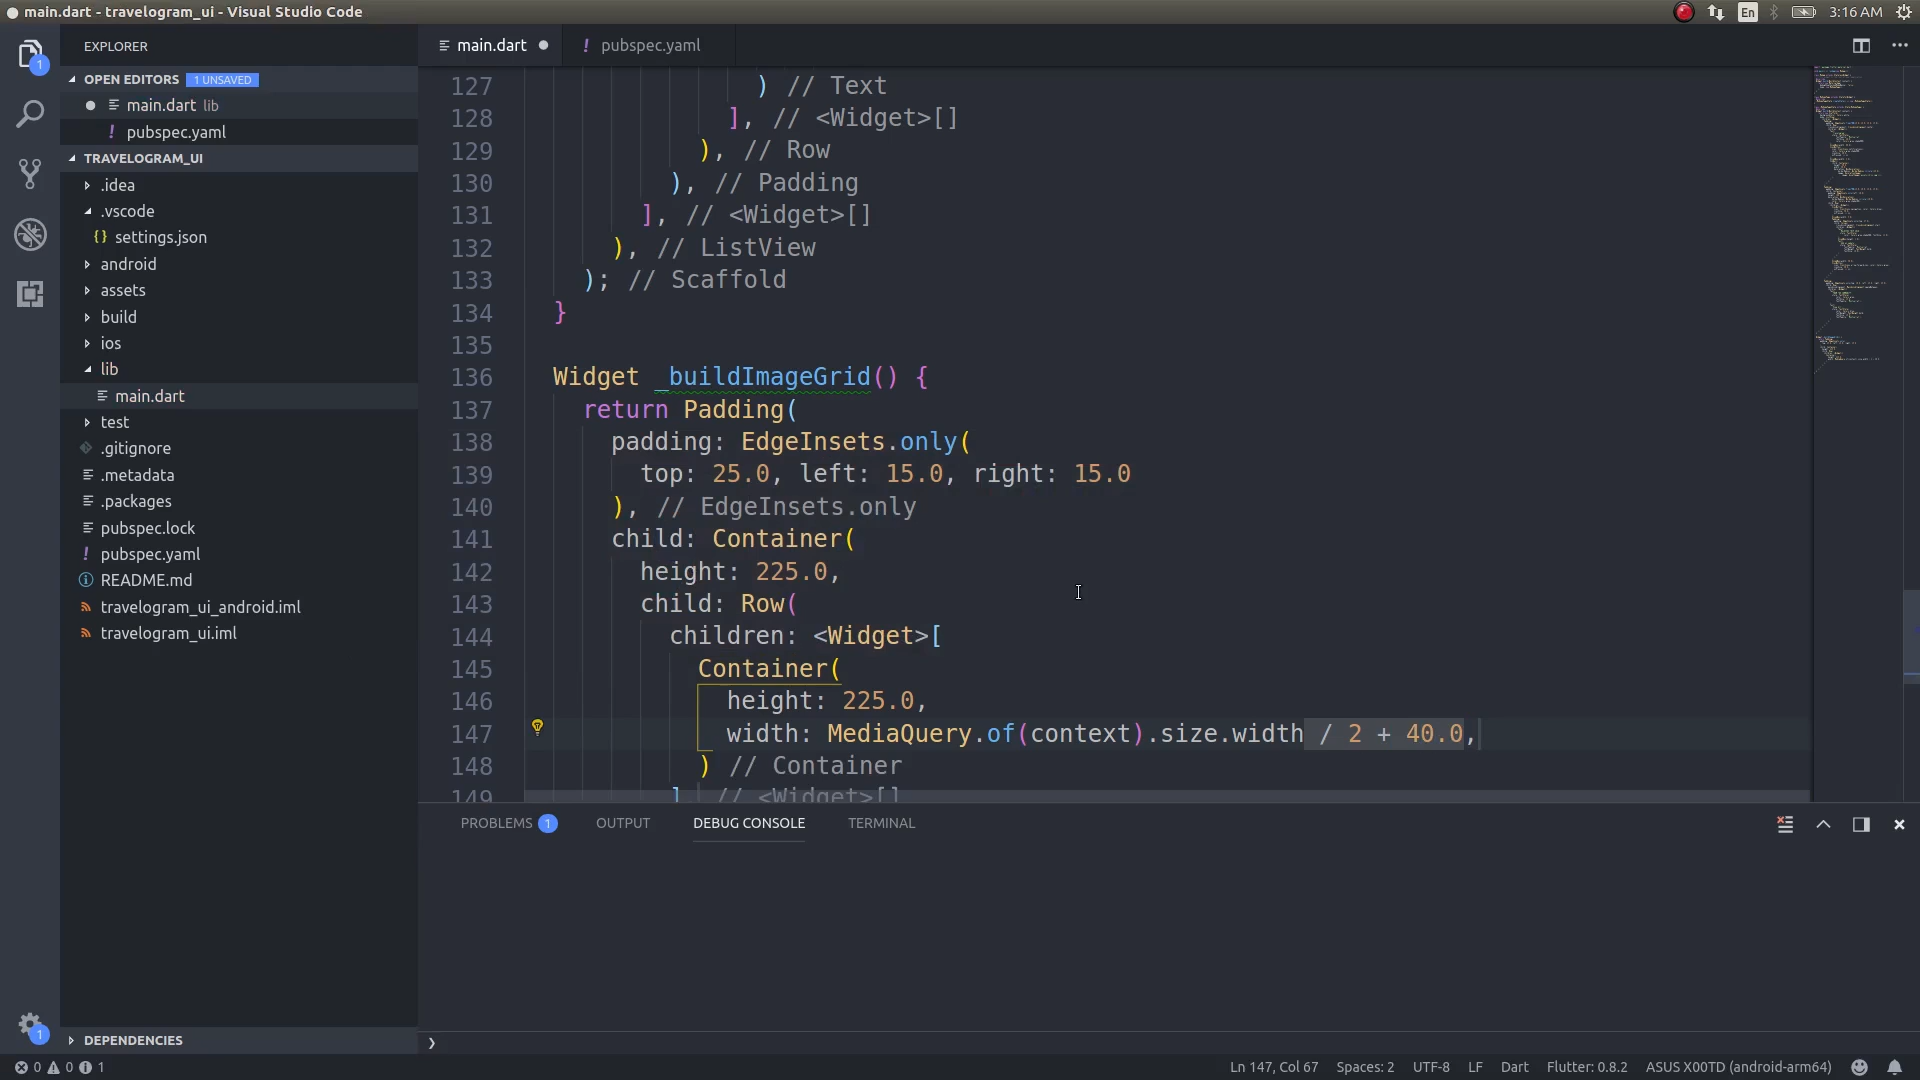 main.dart - travelogram_ui - Visual Studio Code
En
3:16 AM
EXPLORER
OPEN EDITORS 1 UNSAVED
main.dart lib
! pubspec.yaml
TRAVELOGRAM_UI
.idea
.vscode
{} settings.json
android
assets
build
ios
lib
main.dart
test
.gitignore
.metadata
.packages
pubspec.lock
! pubspec.yaml
README.md
travelogram_ui_android.iml
travelogram_ui.iml
DEPENDENCIES
1
1
main.dart
! pubspec.yaml
127 ) // Text
128 ], // <Widget>[]
129 ), // Row
130 ), // Padding
131 ], // <Widget>[]
132 ), // ListView
133 ); // Scaffold
134 }
135
136 Widget _buildImageGrid() {
137 return Padding(
138 padding: EdgeInsets.only(
139 top: 25.0, left: 15.0, right: 15.0
140 ), // EdgeInsets.only
141 child: Container(
142 height: 225.0,
143 child: Row(
144 children: <Widget>[
145 Container(
146 height: 225.0,
147 width: MediaQuery.of(context).size.width / 2 + 40.0,
148 ) // Container
149 ] // <Widget>[]
PROBLEMS 1 OUTPUT DEBUG CONSOLE TERMINAL
0 0 1
Ln 147, Col 67 Spaces: 2 UTF-8 LF Dart Flutter: 0.8.2 ASUS X00TD (android-arm64)